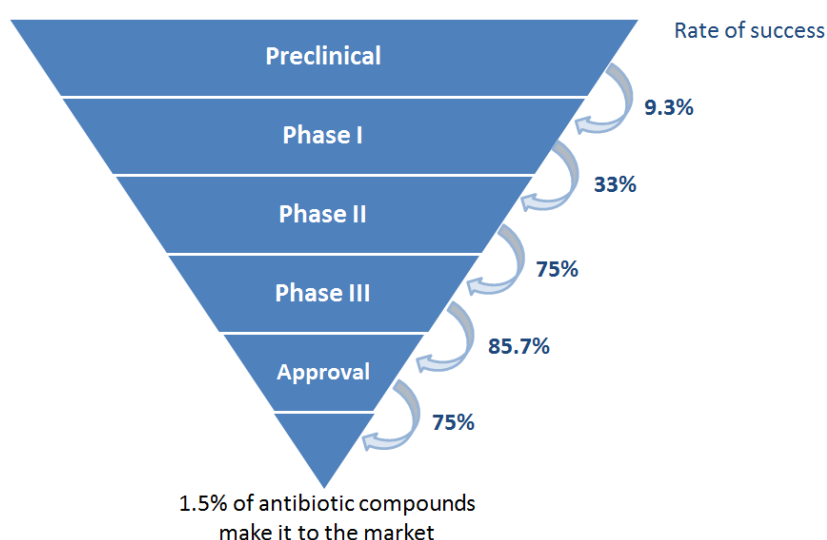 Rate of success
Preclinical
9.3%
Phase I
33%
Phase II
75%
Phase III
85.7%
Approval
75%
1.5% of antibiotic compounds
make it to the market